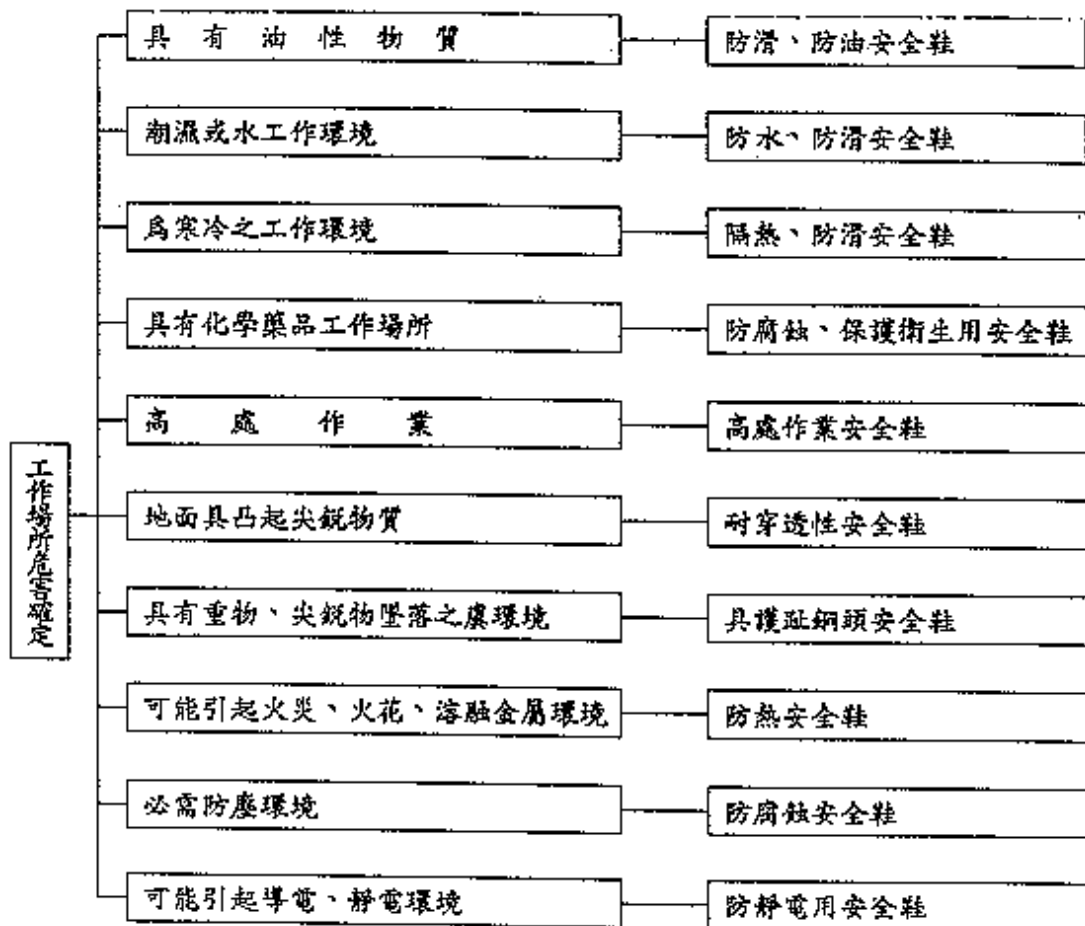 具有油性物質
防滑、防油安全鞋
潮濕或水工作環境
防水、防滑安全鞋
為寒冷之工作環境
隔熱、防滑安全鞋
具有化學藥品工作場所
防腐蝕、保護衛生用安全鞋
高處作業
高處作業安全鞋
工作場所危害確定
地面具凸起尖銳物質
耐穿透性安全鞋
具有重物、尖銳物墜落之虞環境
具護趾鋼頭安全鞋
可能引起火災、火花、溶融金屬環境
防熱安全鞋
必需防塵環境
防腐蝕安全鞋
可能引起導電、靜電環境
防靜電用安全鞋